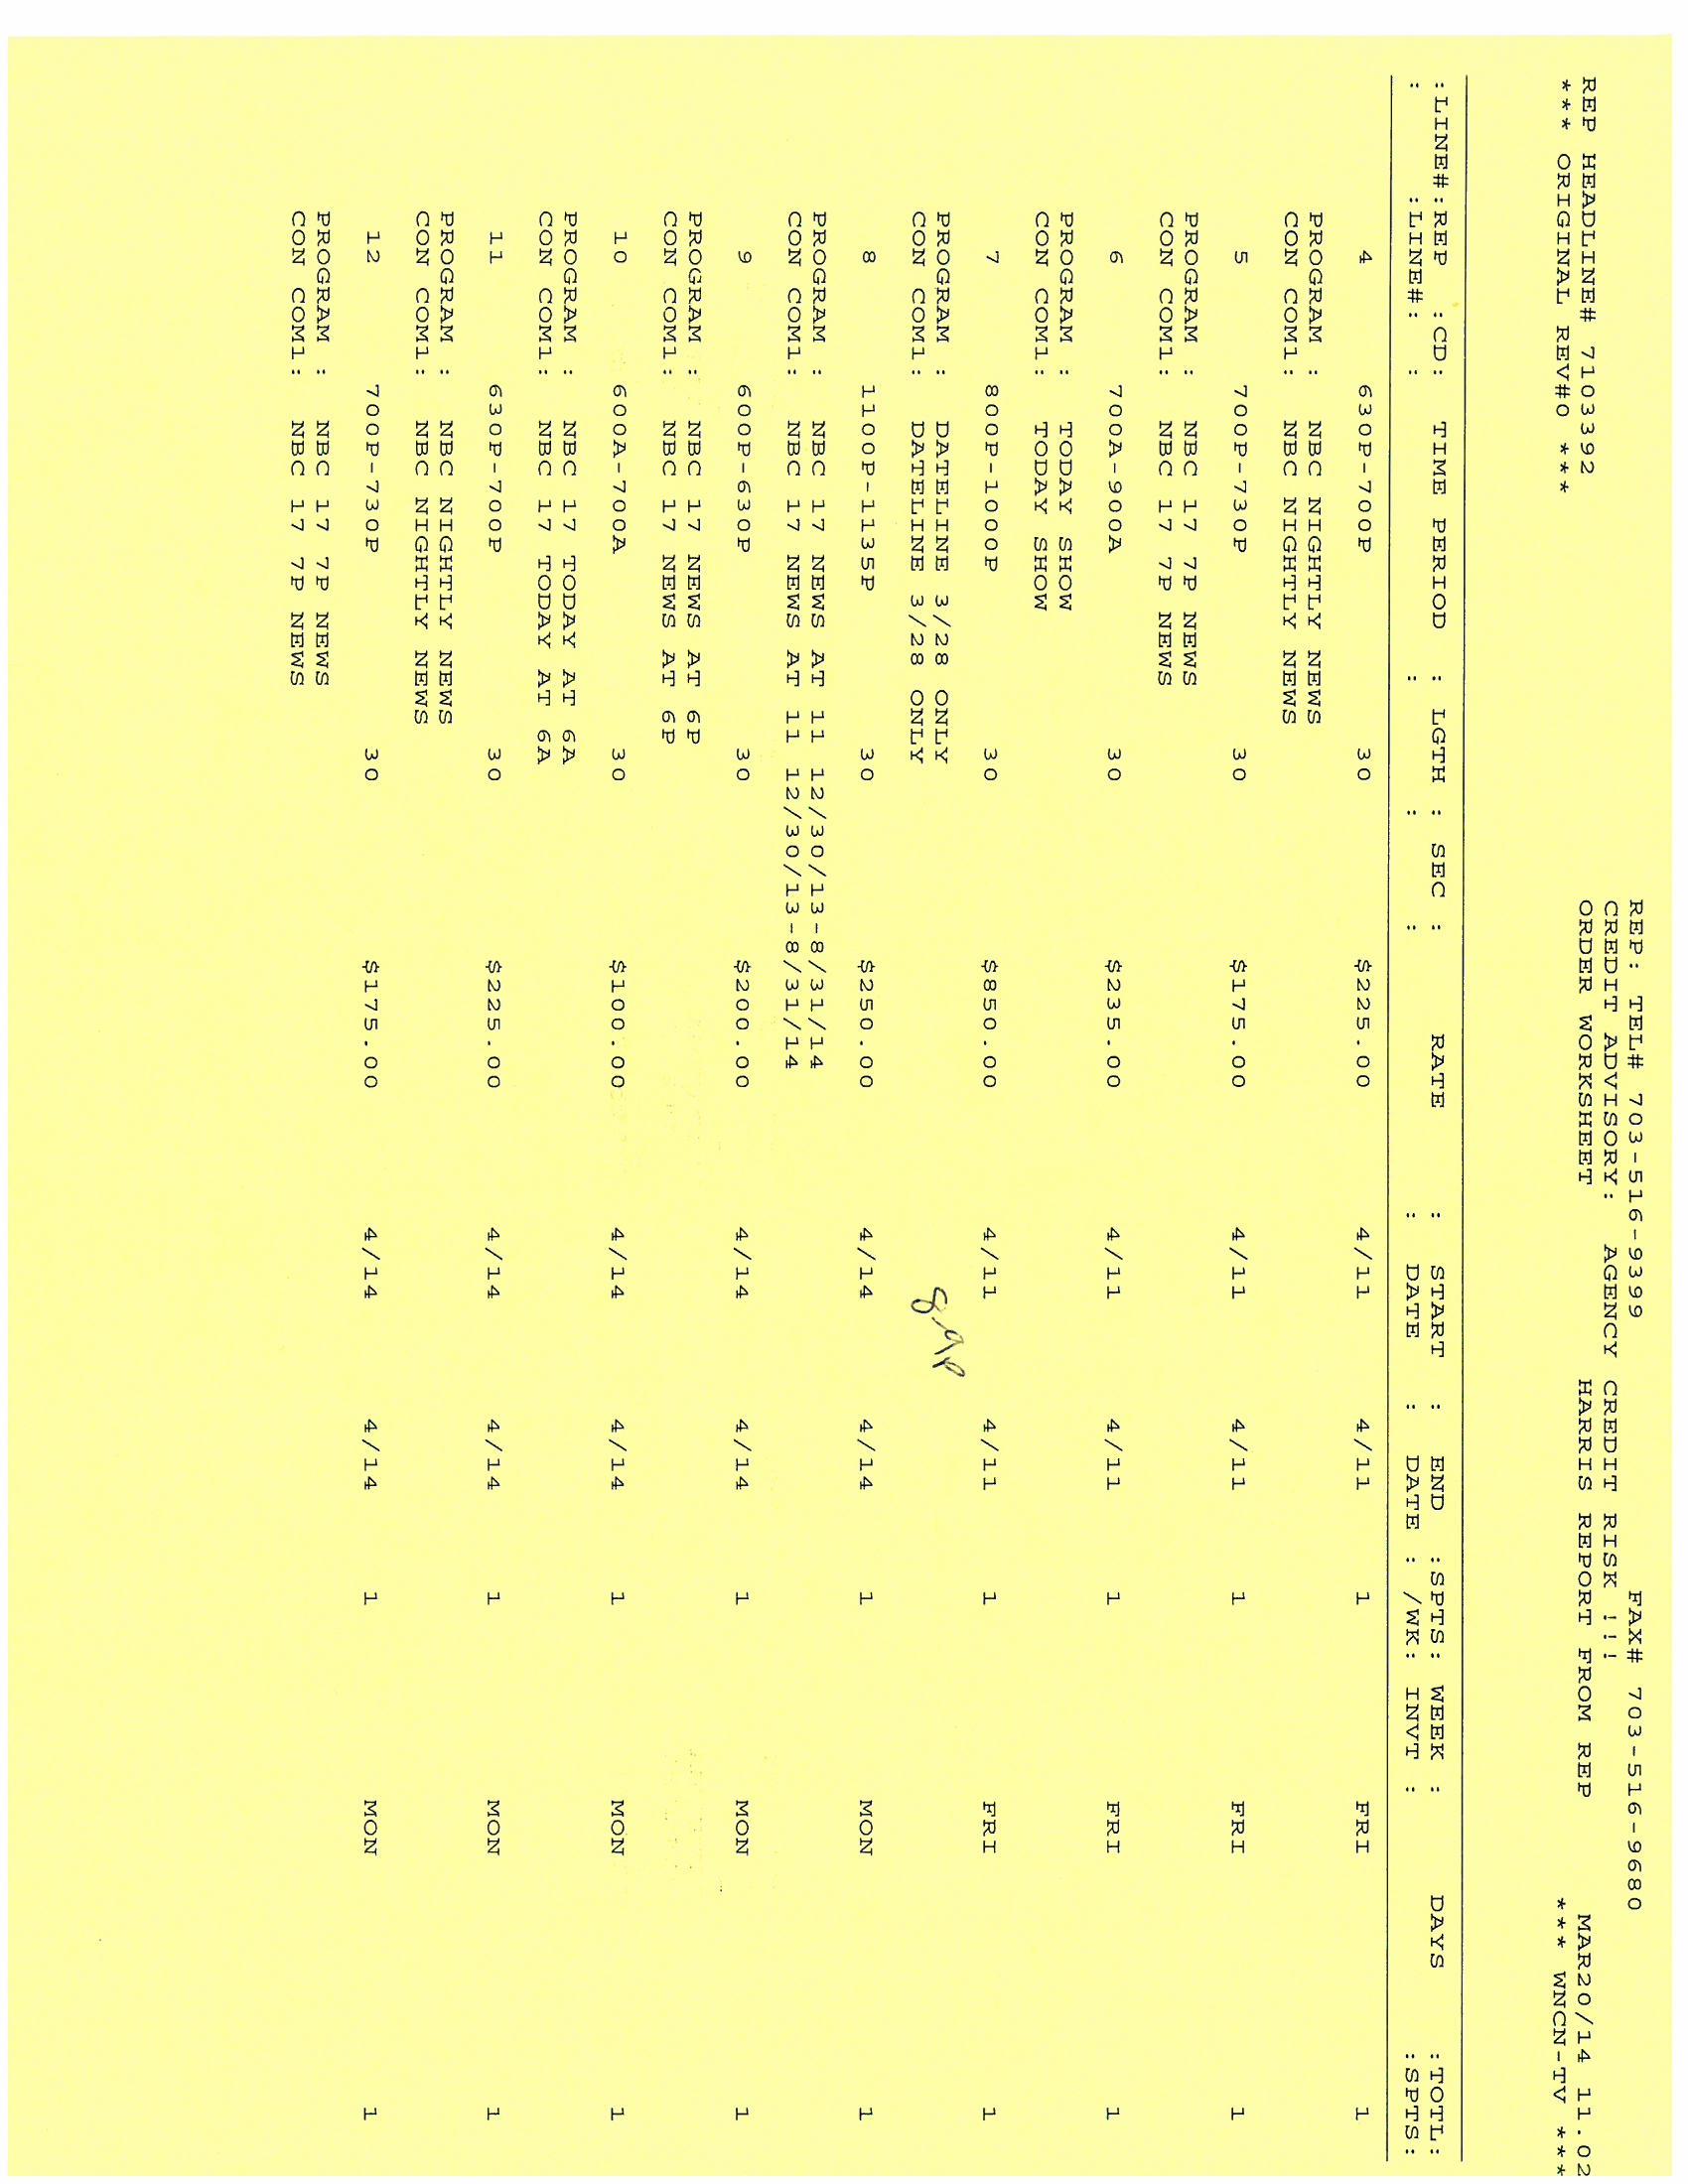 REP: TEL# 703-516-9399 FAX# 703-516-9680
CREDIT ADVISORY: AGENCY CREDIT RISK !!!
REP HEADLINE# 7103392 ORDER WORKSHEET HARRIS REPORT FROM REP MAR20/14 11.02
*** ORIGINAL REV#0 *** *** WNCN-TV ***
:LINE#:REP :CD: TIME PERIOD : LGTH : SEC : RATE : START : END :SPTS: WEEK : DAYS :TOTL:
: :LINE#: : : : : : DATE : DATE : /WK: INVT : :SPTS:
4 630P-700P 30 $225.00 4/11 4/11 1 FRI 1
PROGRAM : NBC NIGHTLY NEWS
CON COM1: NBC NIGHTLY NEWS
5 700P-730P 30 $175.00 4/11 4/11 1 FRI 1
PROGRAM : NBC 17 7P NEWS
CON COM1: NBC 17 7P NEWS
6 700A-900A 30 $235.00 4/11 4/11 1 FRI 1
PROGRAM : TODAY SHOW
CON COM1: TODAY SHOW
7 800P-1000P 30 $850.00 4/11 4/11 1 FRI 1
PROGRAM : DATELINE 3/28 ONLY
CON COM1: DATELINE 3/28 ONLY
8-9p
8 1100P-1135P 30 $250.00 4/14 4/14 1 MON 1
PROGRAM : NBC 17 NEWS AT 11 12/30/13-8/31/14
CON COM1: NBC 17 NEWS AT 11 12/30/13-8/31/14
9 600P-630P 30 $200.00 4/14 4/14 1 MON 1
PROGRAM : NBC 17 NEWS AT 6P
CON COM1: NBC 17 NEWS AT 6P
10 600A-700A 30 $100.00 4/14 4/14 1 MON 1
PROGRAM : NBC 17 TODAY AT 6A
CON COM1: NBC 17 TODAY AT 6A
11 630P-700P 30 $225.00 4/14 4/14 1 MON 1
PROGRAM : NBC NIGHTLY NEWS
CON COM1: NBC NIGHTLY NEWS
12 700P-730P 30 $175.00 4/14 4/14 1 MON 1
PROGRAM : NBC 17 7P NEWS
CON COM1: NBC 17 7P NEWS